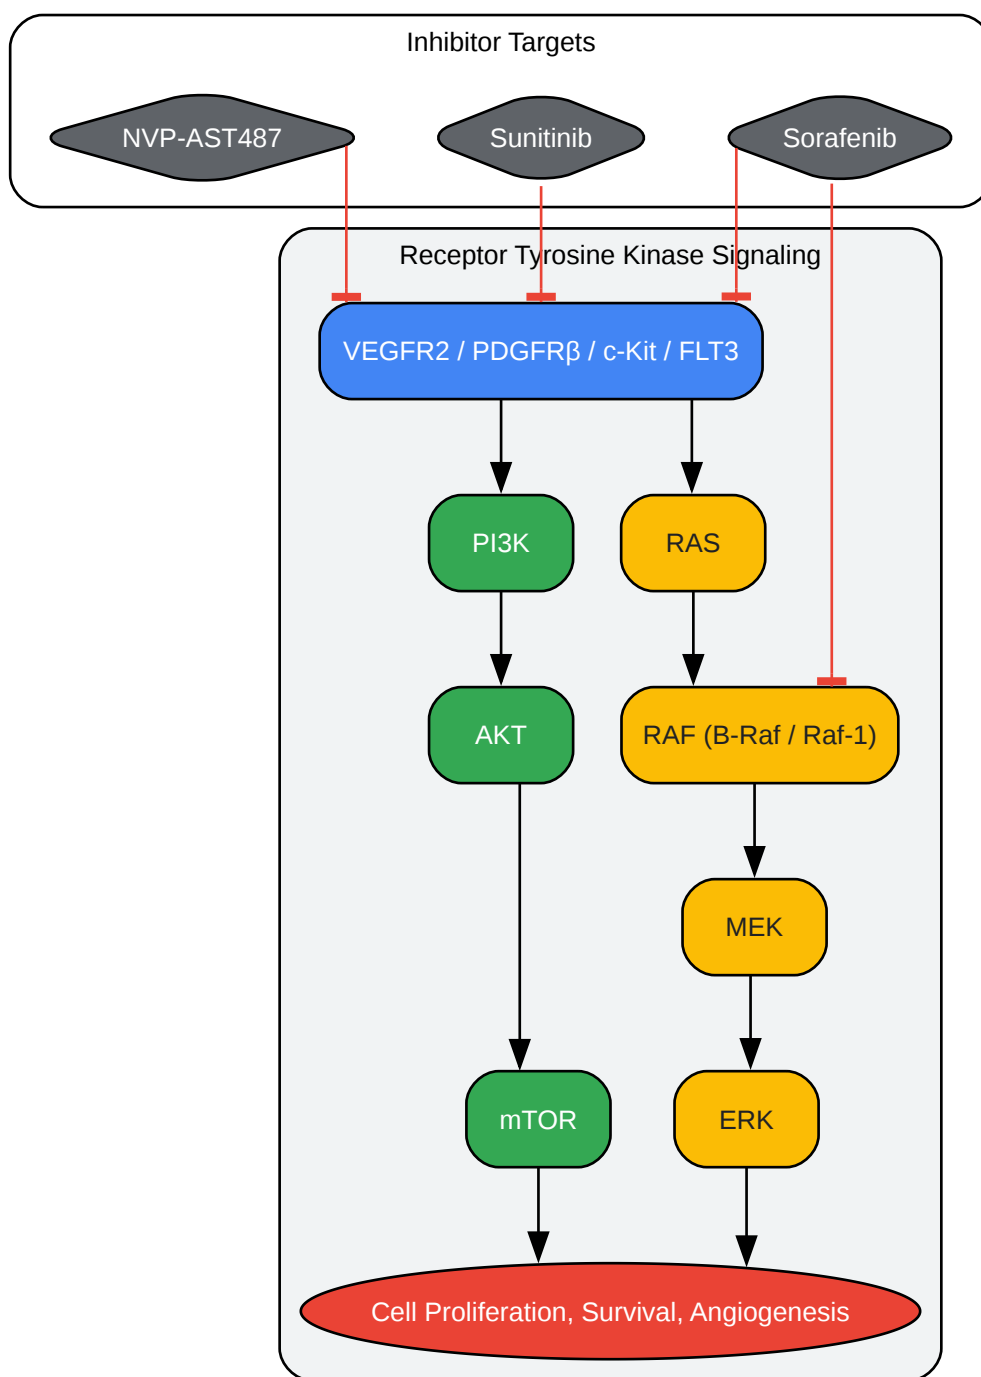 Inhibitor Targets
NVP-AST487
Sunitinib
Sorafenib
Receptor Tyrosine Kinase Signaling
VEGFR2 / PDGFRβ / c-Kit / FLT3
PI3K
RAS
AKT
RAF (B-Raf / Raf-1)
MEK
mTOR
ERK
Cell Proliferation, Survival, Angiogenesis